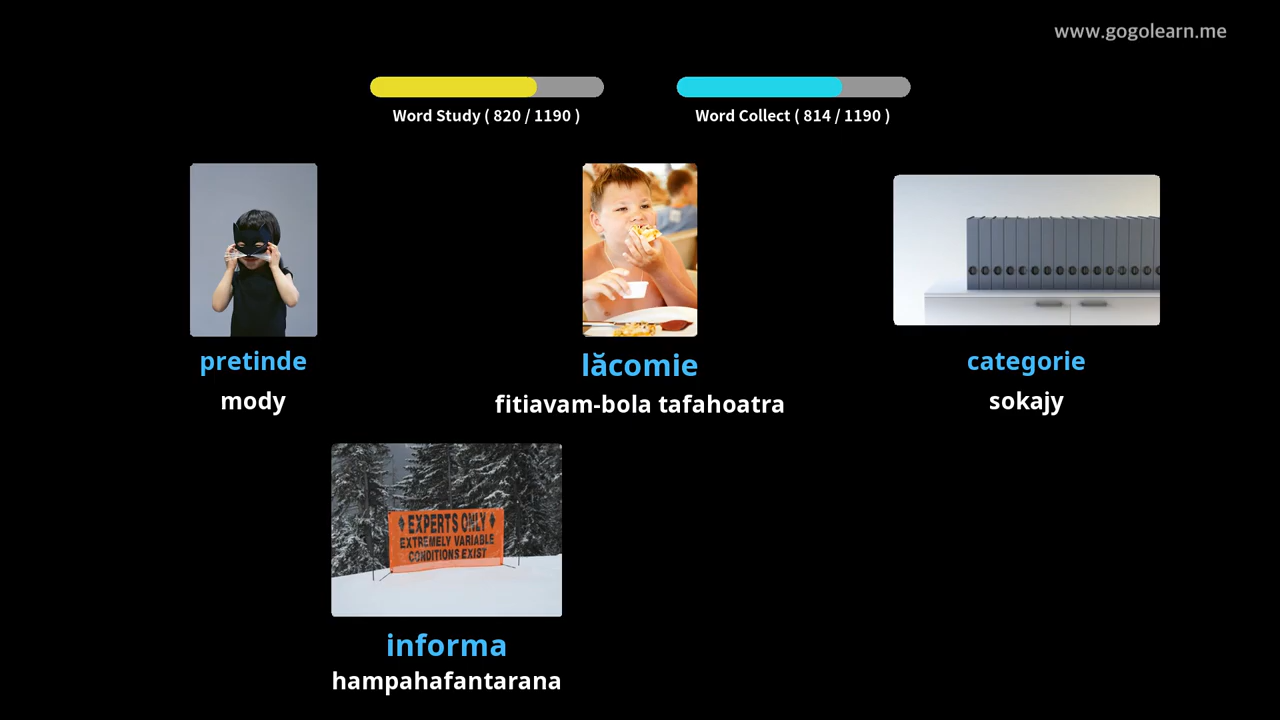 www.gogolearn.me
Word Study ( 820 / 1190 )
Word Collect ( 814 / 1190 )
pretinde
mody
lăcomie
fitiavam-bola tafahoatra
categorie
sokajy
EXPERTS ONLY
EXTREMELY VARIABLE
CONDITIONS EXIST
informa
hampahafantarana